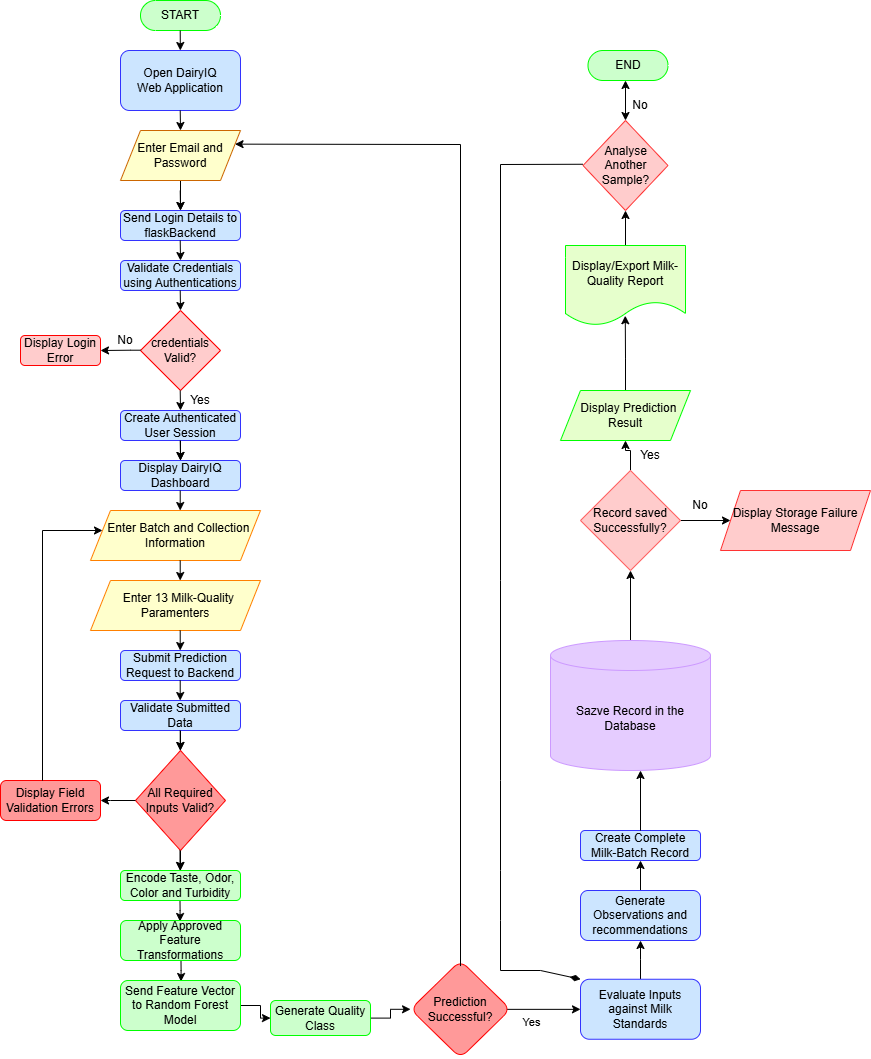 START
Open DairyIQ
Web Application
Enter Email and
Password
Send Login Details to
flaskBackend
Validate Credentials
using Authentications
credentials
Valid?
No
Display Login
Error
Yes
Create Authenticated
User Session
Display DairyIQ
Dashboard
Enter Batch and Collection
Information
Enter 13 Milk-Quality
Paramenters
Submit Prediction
Request to Backend
Validate Submitted
Data
All Required
Inputs Valid?
Display Field
Validation Errors
Encode Taste, Odor,
Color and Turbidity
Apply Approved
Feature
Transformations
Send Feature Vector
to Random Forest
Model
Generate Quality
Class
Prediction
Successful?
Yes
Evaluate Inputs
against Milk
Standards
Generate
Observations and
recommendations
Create Complete
Milk-Batch Record
Sazve Record in the
Database
Record saved
Successfully?
No
Display Storage Failure
Message
Yes
Display Prediction
Result
Display/Export Milk-
Quality Report
Analyse
Another
Sample?
No
END